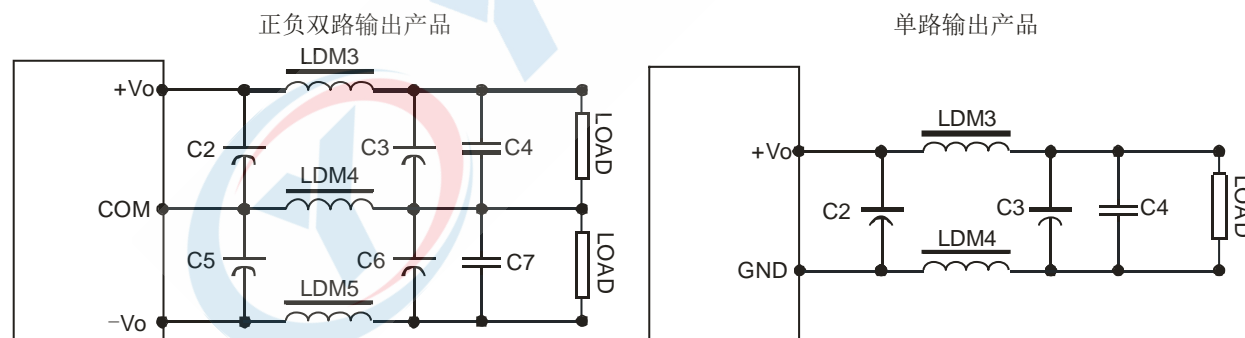 正负双路输出产品
LDM3
+Vo
C2
C3
C4
LOAD
LDM4
COM
C5
C6
C7
LOAD
LDM5
−Vo
单路输出产品
LDM3
+Vo
C2
C3
C4
LOAD
LDM4
GND